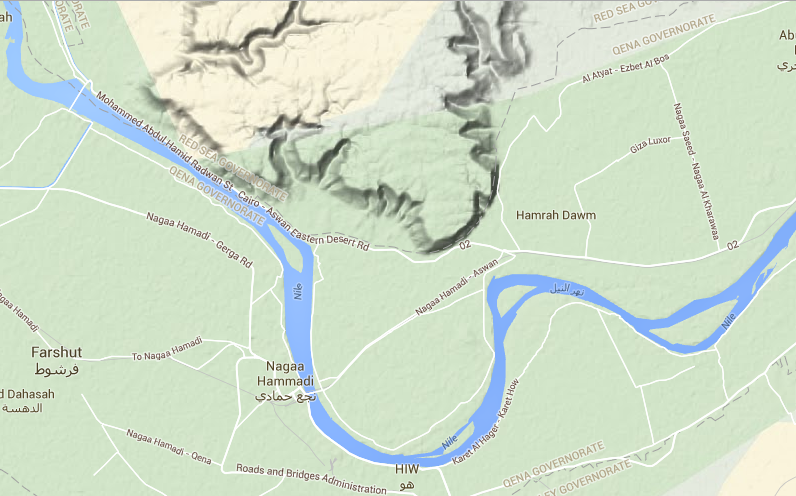 RED SEA GOVERNORATE
QENA GOVERNORATE
Al Atyat - Ezbet Al Bos
Mohammed Abdul Hamid Radwan St
Cairo - Aswan Eastern Desert Rd
RED SEA GOVERNORATE
QENA GOVERNORATE
Nagaa Saeed - Nagaa Al Kharawaa
Giza Luxor
Hamrah Dawm
Nagaa Hamadi - Gerga Rd
02
02
Nagaa Hamadi - Aswan
Nile
نهر النيل
Nile
To Nagaa Hamadi
Farshut
فرشوط
Nagaa
Hammadi
نجع حمادي
Dahasah
الدهسة
Karet Al Hager - Karet How
Nile
Nagaa Hamadi - Qena
HIW
هو
Roads and Bridges Administration
QENA GOVERNORATE